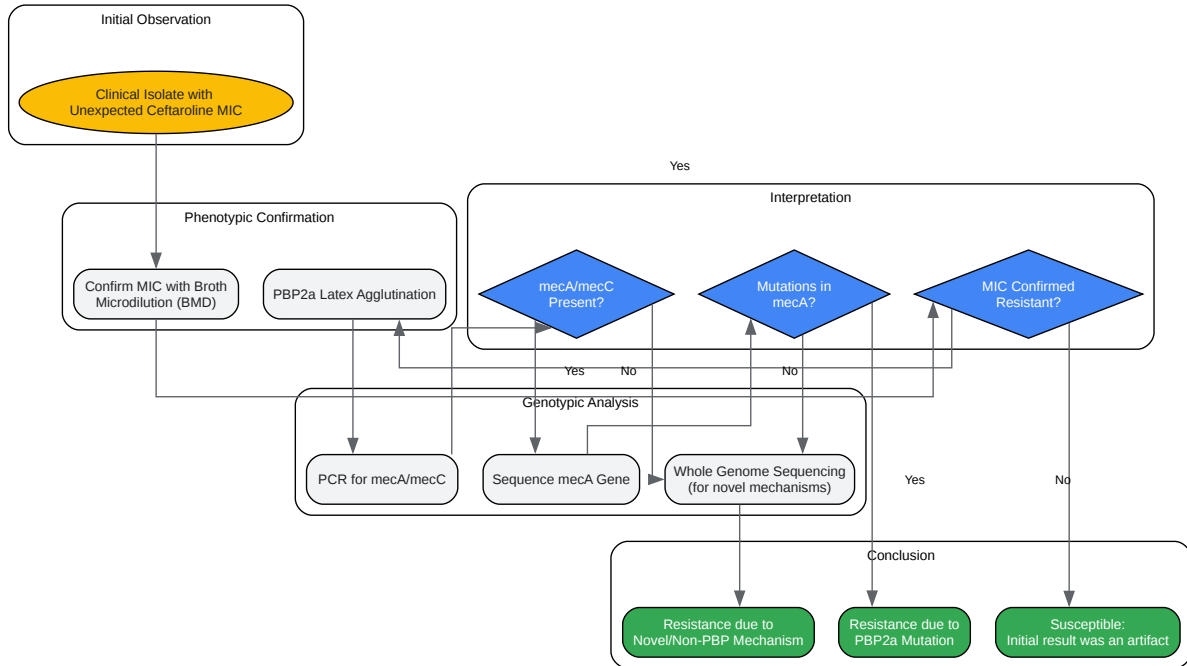 Initial Observation
Clinical Isolate with
Unexpected Ceftaroline MIC
Yes
Interpretation
Phenotypic Confirmation
Confirm MIC with Broth
Microdilution (BMD)
PBP2a Latex Agglutination
mecA/mecC
Present?
Mutations in
mecA?
MIC Confirmed
Resistant?
Yes
No
No
Genotypic Analysis
PCR for mecA/mecC
Sequence mecA Gene
Whole Genome Sequencing
(for novel mechanisms)
Yes
No
Conclusion
Resistance due to
Novel/Non-PBP Mechanism
Resistance due to
PBP2a Mutation
Susceptible:
Initial result was an artifact